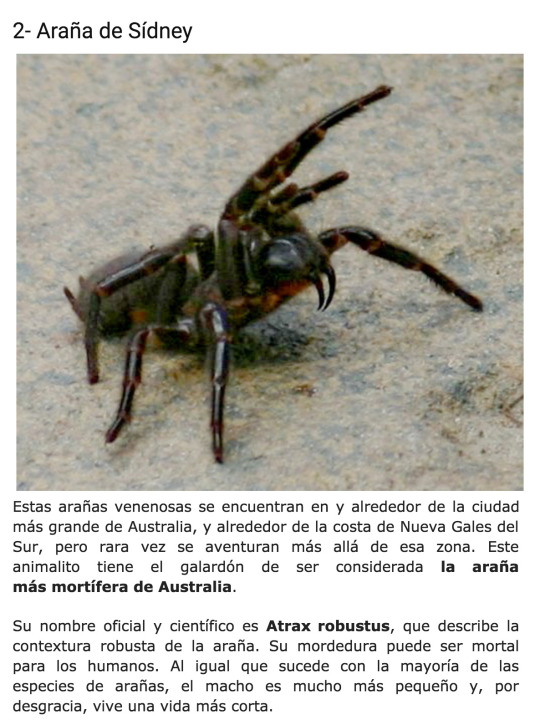 2- Araña de Sídney
Estas arañas venenosas se encuentran en y alrededor de la ciudad
más grande de Australia, y alrededor de la costa de Nueva Gales del
Sur, pero rara vez se aventuran más allá de esa zona. Este
animalito tiene el galardón de ser considerada la araña
más mortífera de Australia.
Su nombre oficial y científico es Atrax robustus, que describe la
contextura robusta de la araña. Su mordedura puede ser mortal
para los humanos. Al igual que sucede con la mayoría de las
especies de arañas, el macho es mucho más pequeño y, por
desgracia, vive una vida más corta.